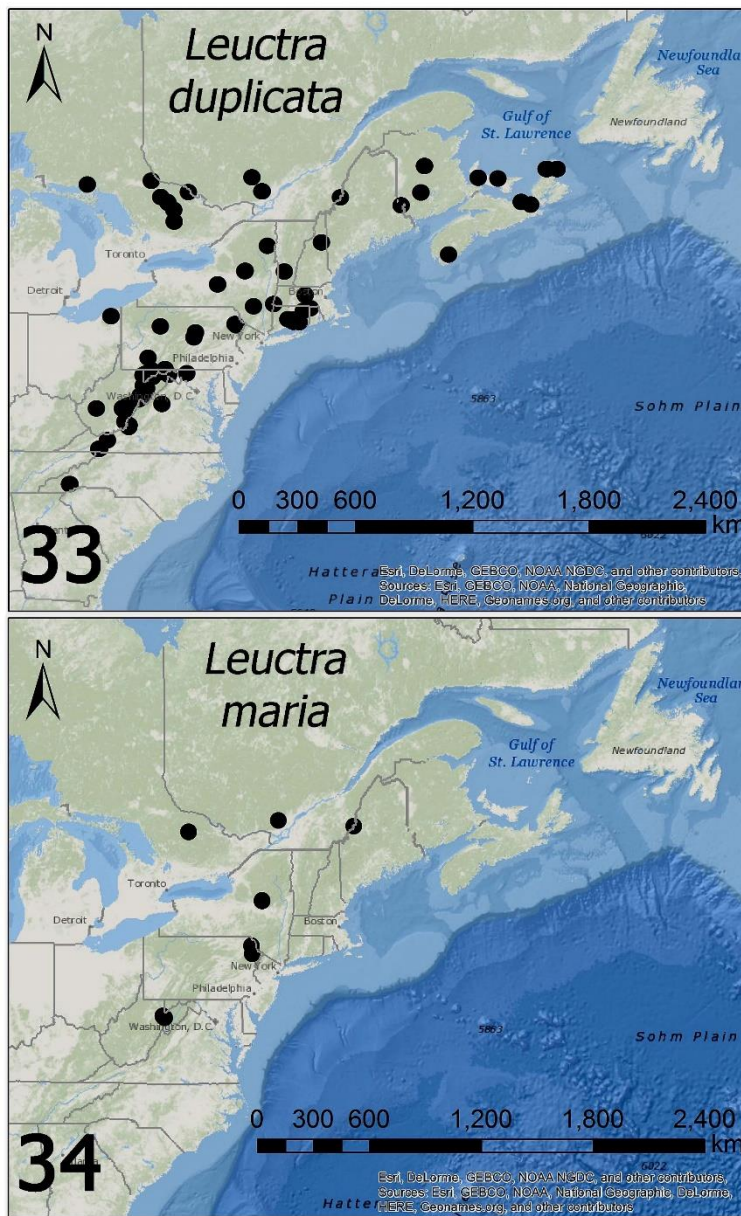 N
Leuctra
duplicata
Newfoundland
Sea
Gulf of
St. Lawrence
Newfoundland
Toronto
Detroit
Boston
New York
Philadelphia
Washington, D.C.
5863
Sohm Plain
0 300 600 1,200 1,800 2,400
km
33
Hattera
Plain
Esri, DeLorme, GEBCO, NOAA NGDC, and other contributors
Sources: Esri, GEBCO, NOAA, National Geographic,
DeLorme, HERE, Geonames.org, and other contributors
N
Leuctra
maria
Newfoundland
Sea
Gulf of
St. Lawrence
Newfoundland
Toronto
Detroit
Boston
New York
Philadelphia
Washington, D.C.
5863
Sohm Plain
0 300 600 1,200 1,800 2,400
km
34
6022
Hatter
Esri, DeLorme, GEBCO, NOAA NGDC, and other contributors,
Sources: Esri, GEBCO, NOAA, National Geographic, DeLorme,
HERE, Geonames.org, and other contributors